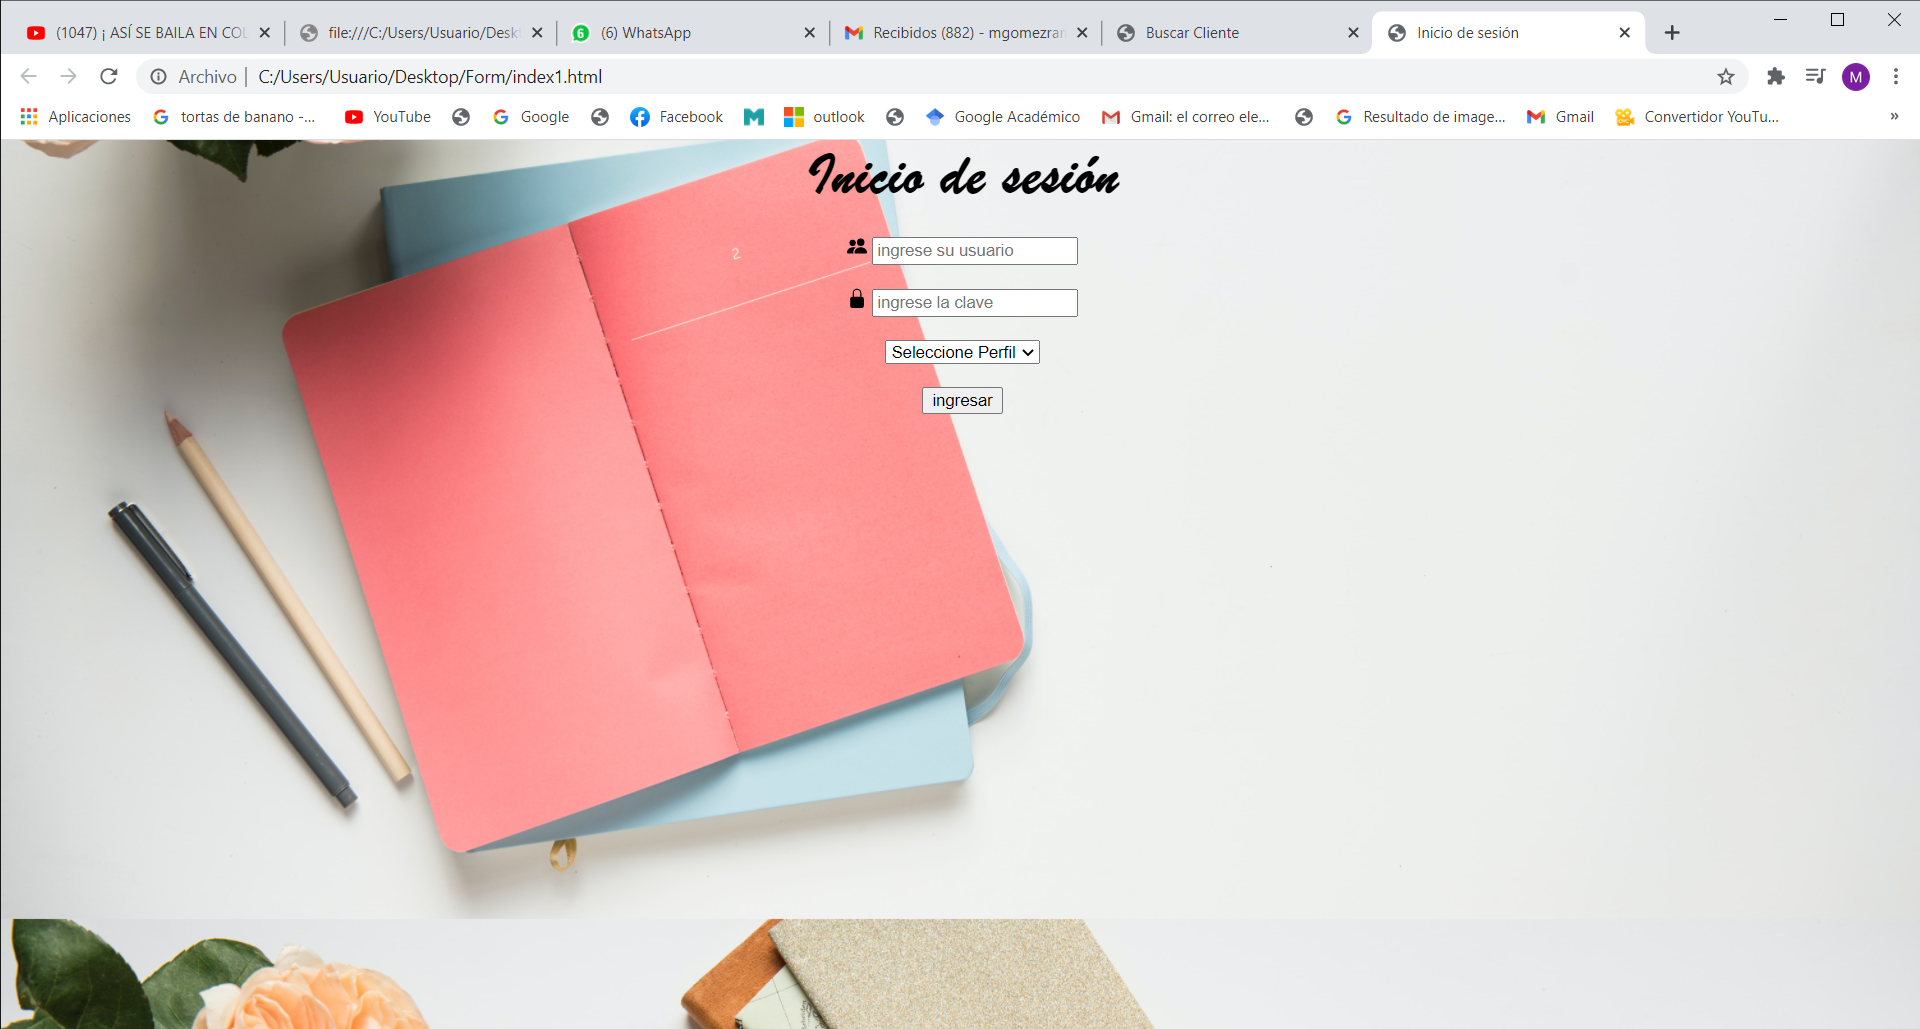 (1047) ¡ ASÍ SE BAILA EN COL
file:///C:/Users/Usuario/Deskt
(6) WhatsApp
Recibidos (882) - mgomezran
Buscar Cliente
Inicio de sesión
Archivo | C:/Users/Usuario/Desktop/Form/index1.html
M
Aplicaciones
tortas de banano -...
YouTube
Google
Facebook
outlook
Google Académico
Gmail: el correo ele...
Resultado de image...
Gmail
Convertidor YouTu...
»
Inicio de sesión
2
ingrese su usuario
ingrese la clave
Seleccione Perfil
ingresar